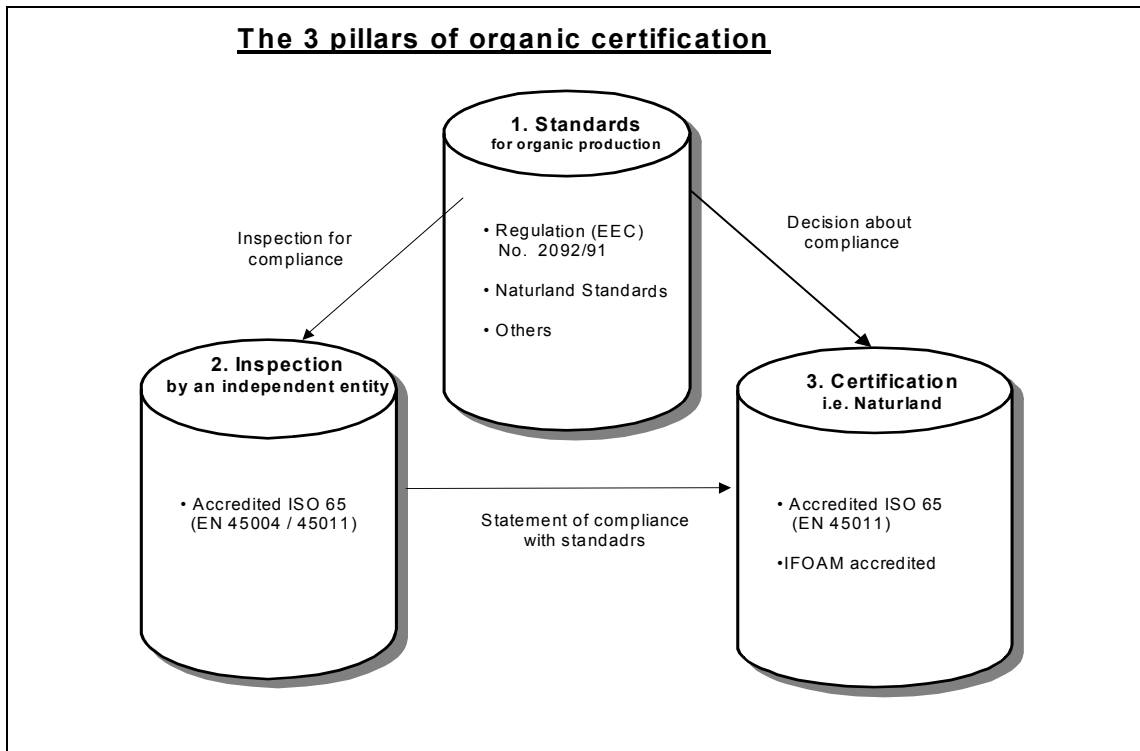 The 3 pillars of organic certification
1. Standards
for organic production
• Regulation (EEC)
No. 2092/91
• Naturland Standards
• Others
Inspection for
compliance
Decision about
compliance
2. Inspection
by an independent entity
• Accredited ISO 65
(EN 45004 / 45011)
Statement of compliance
with standadrs
3. Certification
i.e. Naturland
• Accredited ISO 65
(EN 45011)
•IFOAM accredited